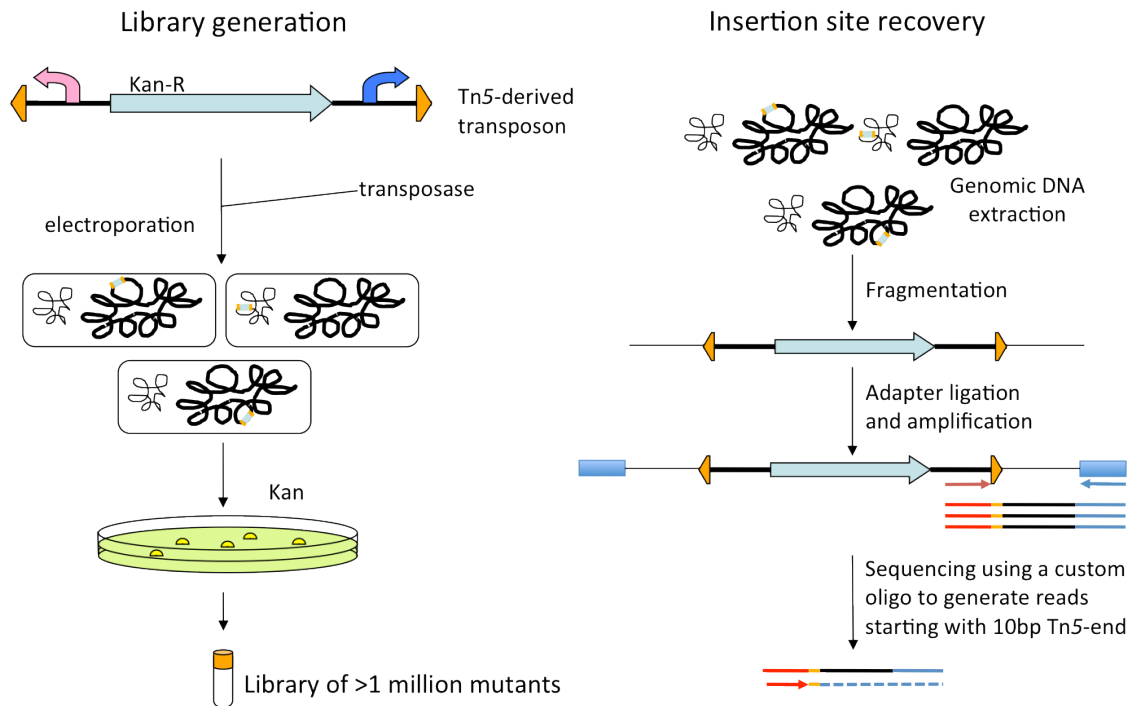 Library generation
Kan-R
Tn5-derived
transposon
transposase
electroporation
Kan
Library of >1 million mutants
Insertion site recovery
Genomic DNA
extraction
Fragmentation
Adapter ligation
and amplification
Sequencing using a custom
oligo to generate reads
starting with 10bp Tn5-end